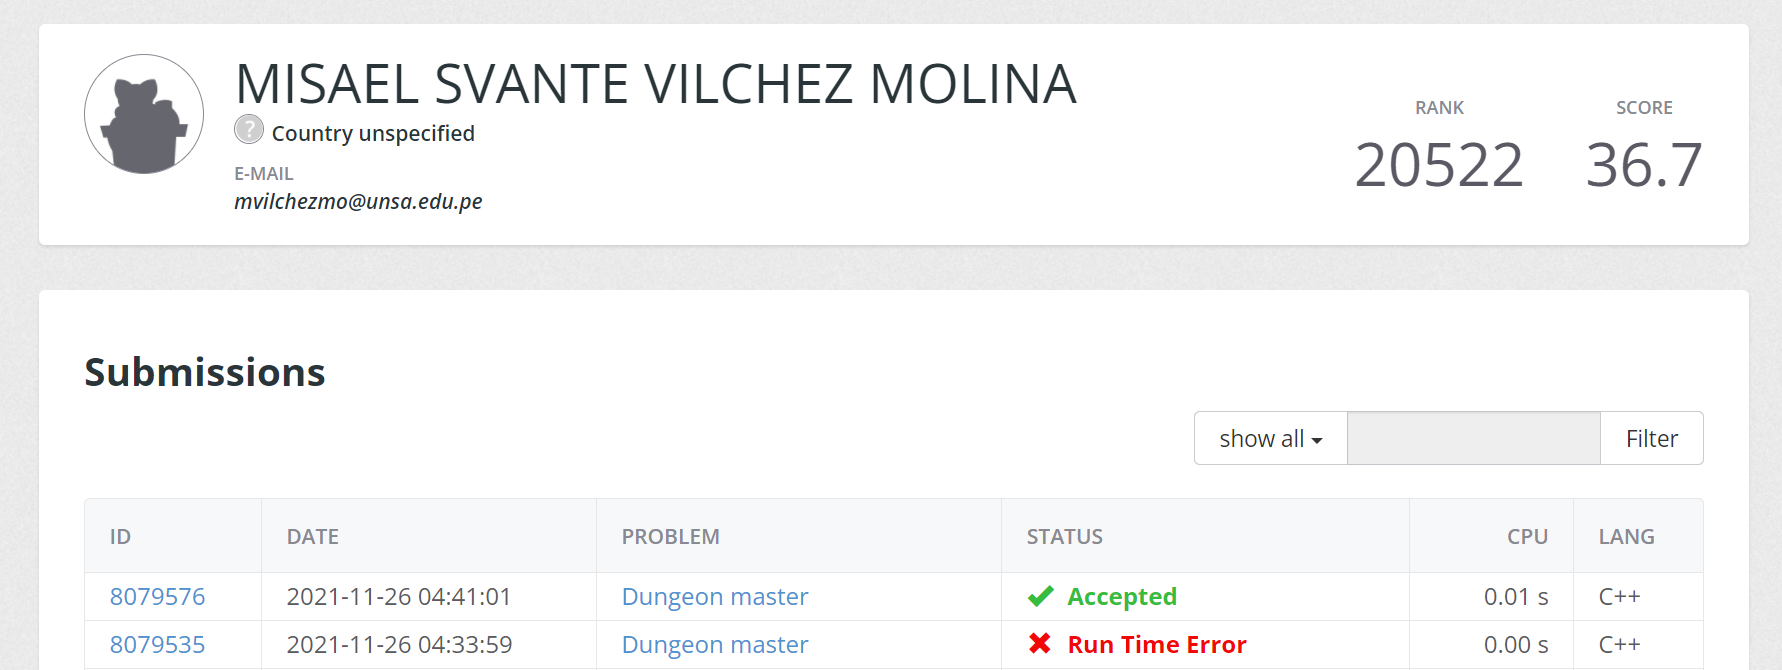 MISAEL SVANTE VILCHEZ MOLINA
? Country unspecified
E-MAIL
mvilchezmo@unsa.edu.pe
RANK SCORE
20522 36.7
Submissions
show all Filter
ID DATE PROBLEM STATUS CPU LANG
8079576 2021-11-26 04:41:01 Dungeon master Accepted 0.01 s C++
8079535 2021-11-26 04:33:59 Dungeon master Run Time Error 0.00 s C++